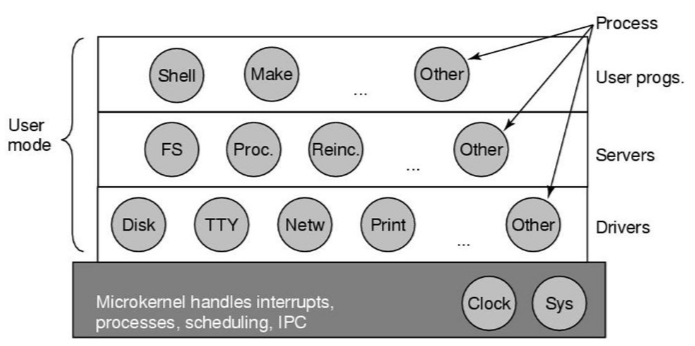 Process
Shell Make ... Other
User progs.
User
mode
FS Proc. Reinc. ... Other
Servers
Disk TTY Netw Print ... Other
Drivers
Microkernel handles interrupts,
processes, scheduling, IPC
Clock Sys